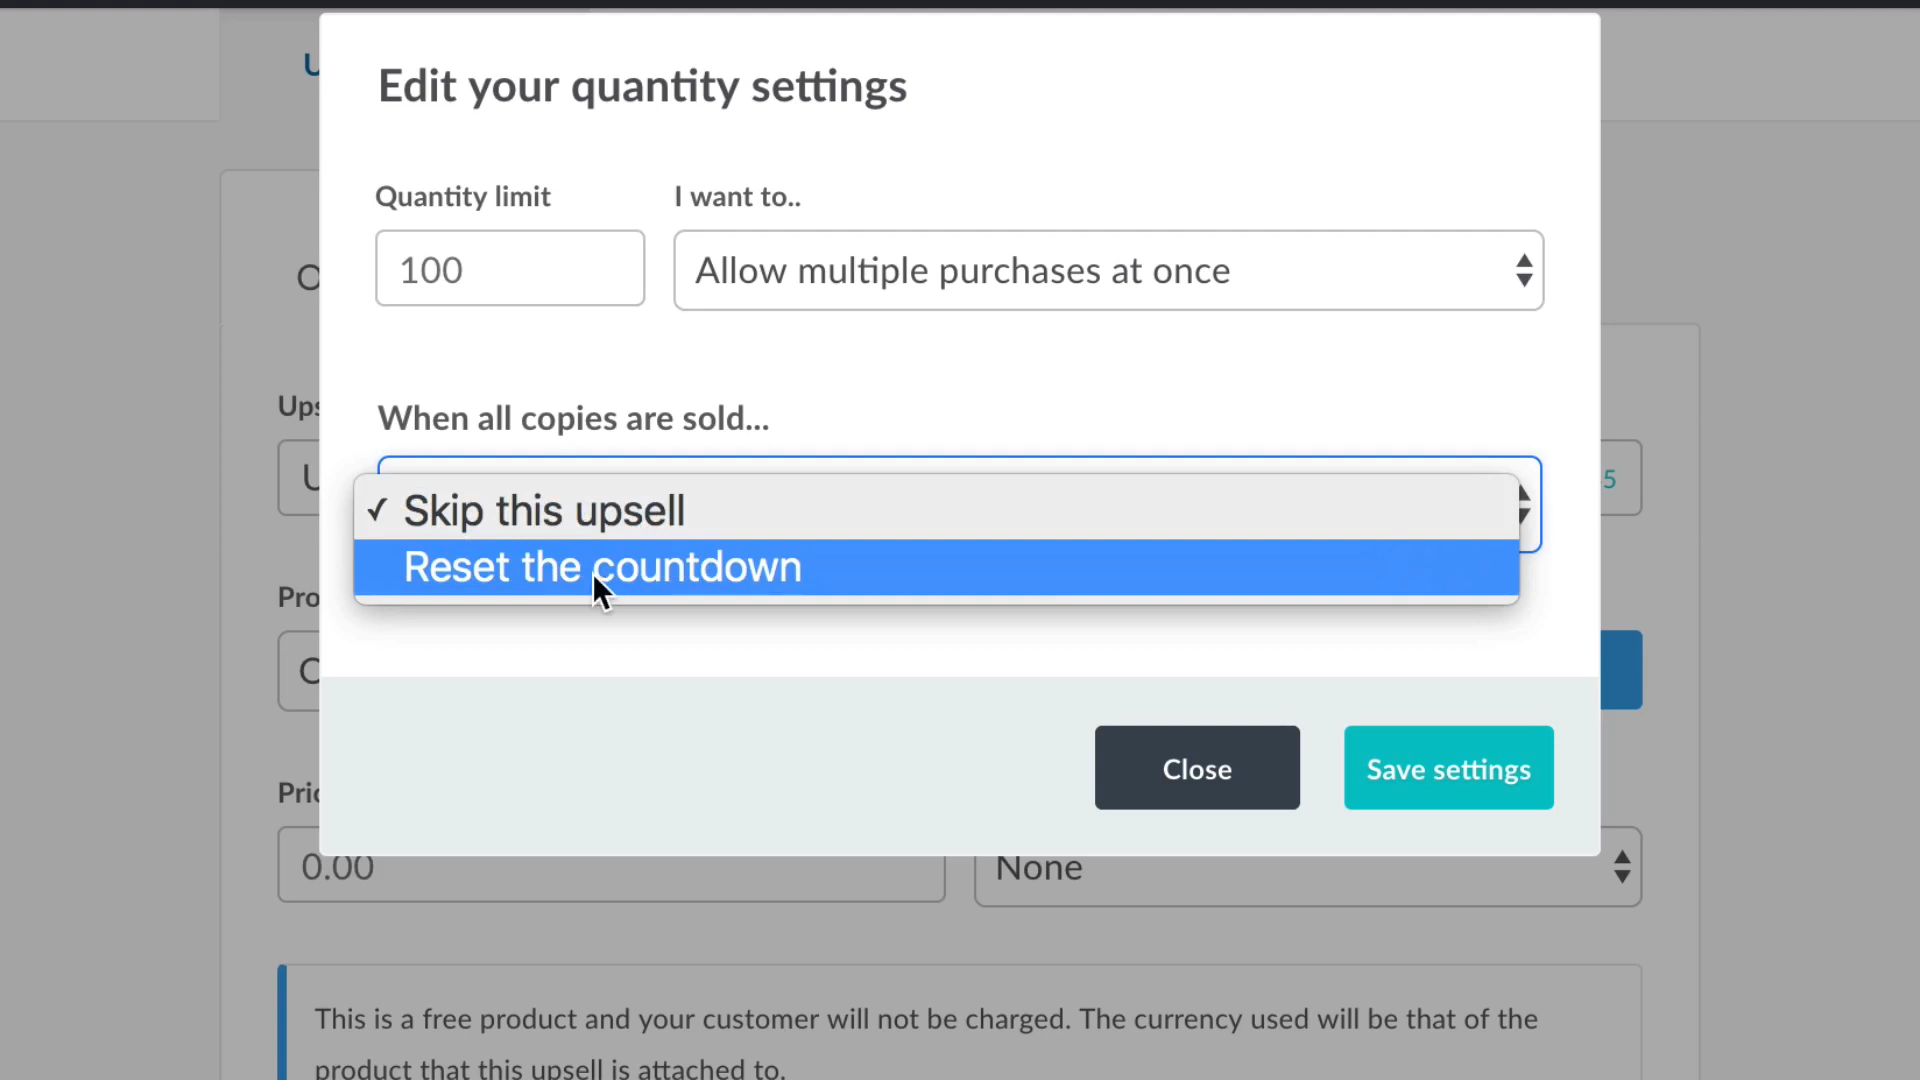 Edit your quantity settings
Quantity limit
I want to..
100
Allow multiple purchases at once
When all copies are sold...
✓ Skip this upsell
Reset the countdown
5
Close
Save settings
0.00
None
This is a free product and your customer will not be charged. The currency used will be that of the
product that this upsell is attached to.